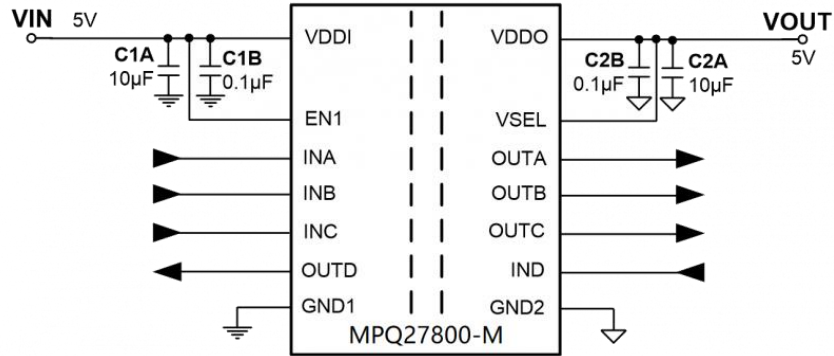 VIN 5V
VOUT
5V
VDDI
VDDO
C1A
10µF
C1B
0.1µF
C2B
0.1µF
C2A
10µF
EN1
VSEL
INA
OUTA
INB
OUTB
INC
OUTC
OUTD
IND
GND1
GND2
MPQ27800-M